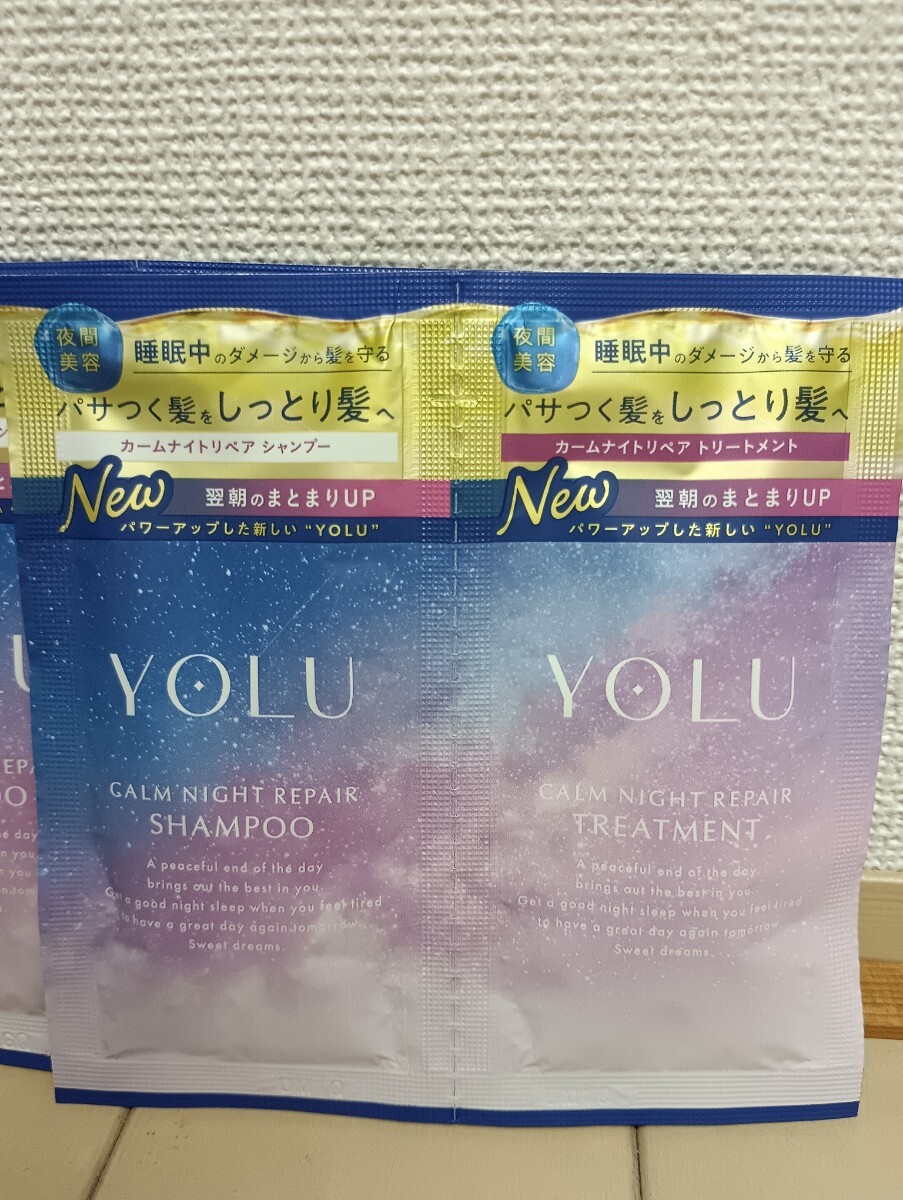 夜間
美容
睡眠中のダメージから髪を守る
パサつく髪をしっとり髪へ
カームナイトリペア シャンプー
New
翌朝のまとまりUP
パワーアップした新しい “YOLU”
YOLU
CALM NIGHT REPAIR
SHAMPOO
A peaceful end of the day
brings out the best in you.
Get a good night sleep when you feel tired
to have a great day again tomorrow.
Sweet dreams.
夜間
美容
睡眠中のダメージから髪を守る
パサつく髪をしっとり髪へ
カームナイトリペア トリートメント
New
翌朝のまとまりUP
パワーアップした新しい “YOLU”
YOLU
CALM NIGHT REPAIR
TREATMENT
A peaceful end of the day
brings out the best in you.
Get a good night sleep when you feel tired
to have a great day again tomorrow.
Sweet dreams.